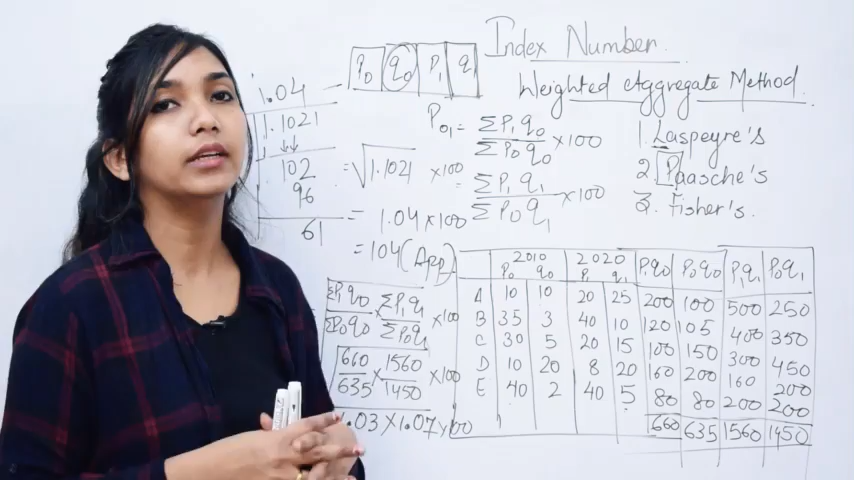 Index Number
Weighted Aggregate Method
P0 q0 P1 q1
1.04
1.1021
102
96
61
P01 = ΣP1q0 / ΣP0q0 ×100
ΣP1q1 / ΣP0q1 ×100
1. Laspeyre's
2. Paasche's
3. Fisher's.
= √1.1021 ×100
= 1.04×100
= 104 (App)
ΣP1q0 / ΣP0q0 × ΣP1q1 / ΣP0q1 ×100
√660/635 × 1560/1450 ×100
1.03×1.07×100
2010 2020
P0 q0 P1 q1 P1q0 P0q0 P1q1 P0q1
A 10 10 20 25 200 100 500 250
B 35 3 40 10 120 105 400 350
C 30 5 20 15 100 150 300 450
D 10 20 8 20 160 200 160 200
E 40 2 40 5 80 80 200 200
660 635 1560 1450